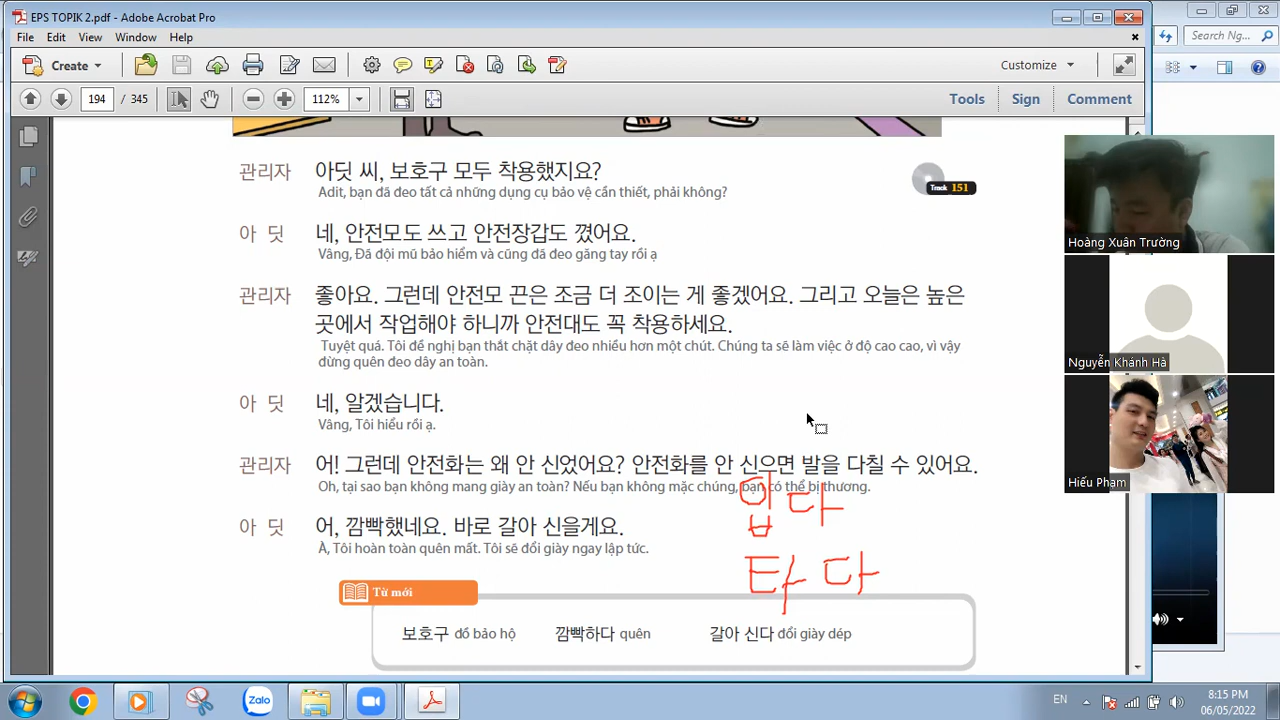 EPS TOPIK 2.pdf - Adobe Acrobat Pro
File Edit View Window Help
Search Ng...
Create
Customize
194 / 345
112%
Tools Sign Comment
관리자 아딧 씨, 보호구 모두 착용했지요?
Adit, bạn đã đeo tất cả những dụng cụ bảo vệ cần thiết, phải không?
Track 151
아 딧 네, 안전모도 쓰고 안전장갑도 꼈어요.
Vâng, Đã đội mũ bảo hiểm và cũng đã đeo găng tay rồi ạ
관리자 좋아요. 그런데 안전모 끈은 조금 더 조이는 게 좋겠어요. 그리고 오늘은 높은
곳에서 작업해야 하니까 안전대도 꼭 착용하세요.
Tuyệt quá. Tôi đề nghị bạn thắt chặt dây đeo nhiều hơn một chút. Chúng ta sẽ làm việc ở độ cao cao, vì vậy
đừng quên đeo dây an toàn.
아 딧 네, 알겠습니다.
Vâng, Tôi hiểu rồi ạ.
관리자 어! 그런데 안전화는 왜 안 신었어요? 안전화를 안 신으면 발을 다칠 수 있어요.
Oh, tại sao bạn không mang giày an toàn? Nếu bạn không mặc chúng, bạn có thể bị thương.
입다
아 딧 어, 깜빡했네요. 바로 갈아 신을게요.
À, Tôi hoàn toàn quên mất. Tôi sẽ đổi giày ngay lập tức.
타다
Từ mới
보호구 đồ bảo hộ 깜빡하다 quên 갈아 신다 đổi giày dép
Hoàng Xuân Trường
Nguyễn Khánh Hà
Hiếu Phạm
Zalo
EN
8:15 PM
06/05/2022